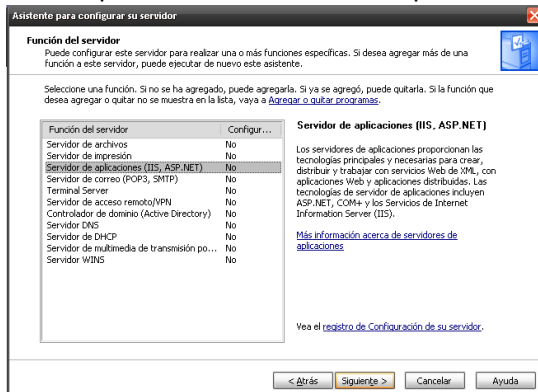 Asistente para configurar su servidor
Función del servidor
Puede configurar este servidor para realizar una o más funciones específicas. Si desea agregar más de una
función a este servidor, puede ejecutar de nuevo este asistente.
Seleccione una función. Si no se ha agregado, puede agregarla. Si ya se agregó, puede quitarla. Si la función que
desea agregar o quitar no se muestra en la lista, vaya a Agregar o quitar programas.
Función del servidor Configur...
Servidor de archivos No
Servidor de impresión No
Servidor de aplicaciones (IIS, ASP.NET) No
Servidor de correo (POP3, SMTP) No
Terminal Server No
Servidor de acceso remoto/VPN No
Controlador de dominio (Active Directory) No
Servidor DNS No
Servidor de DHCP No
Servidor de multimedia de transmisión po... No
Servidor WINS No
Servidor de aplicaciones (IIS, ASP.NET)
Los servidores de aplicaciones proporcionan las
tecnologías principales y necesarias para crear,
distribuir y trabajar con servicios Web de XML, con
aplicaciones Web y aplicaciones distribuidas. Las
tecnologías de servidor de aplicaciones incluyen
ASP.NET, COM+ y los Servicios de Internet
Information Server (IIS).
Más información acerca de servidores de
aplicaciones
Vea el registro de Configuración de su servidor.
< Atrás Siguiente > Cancelar Ayuda